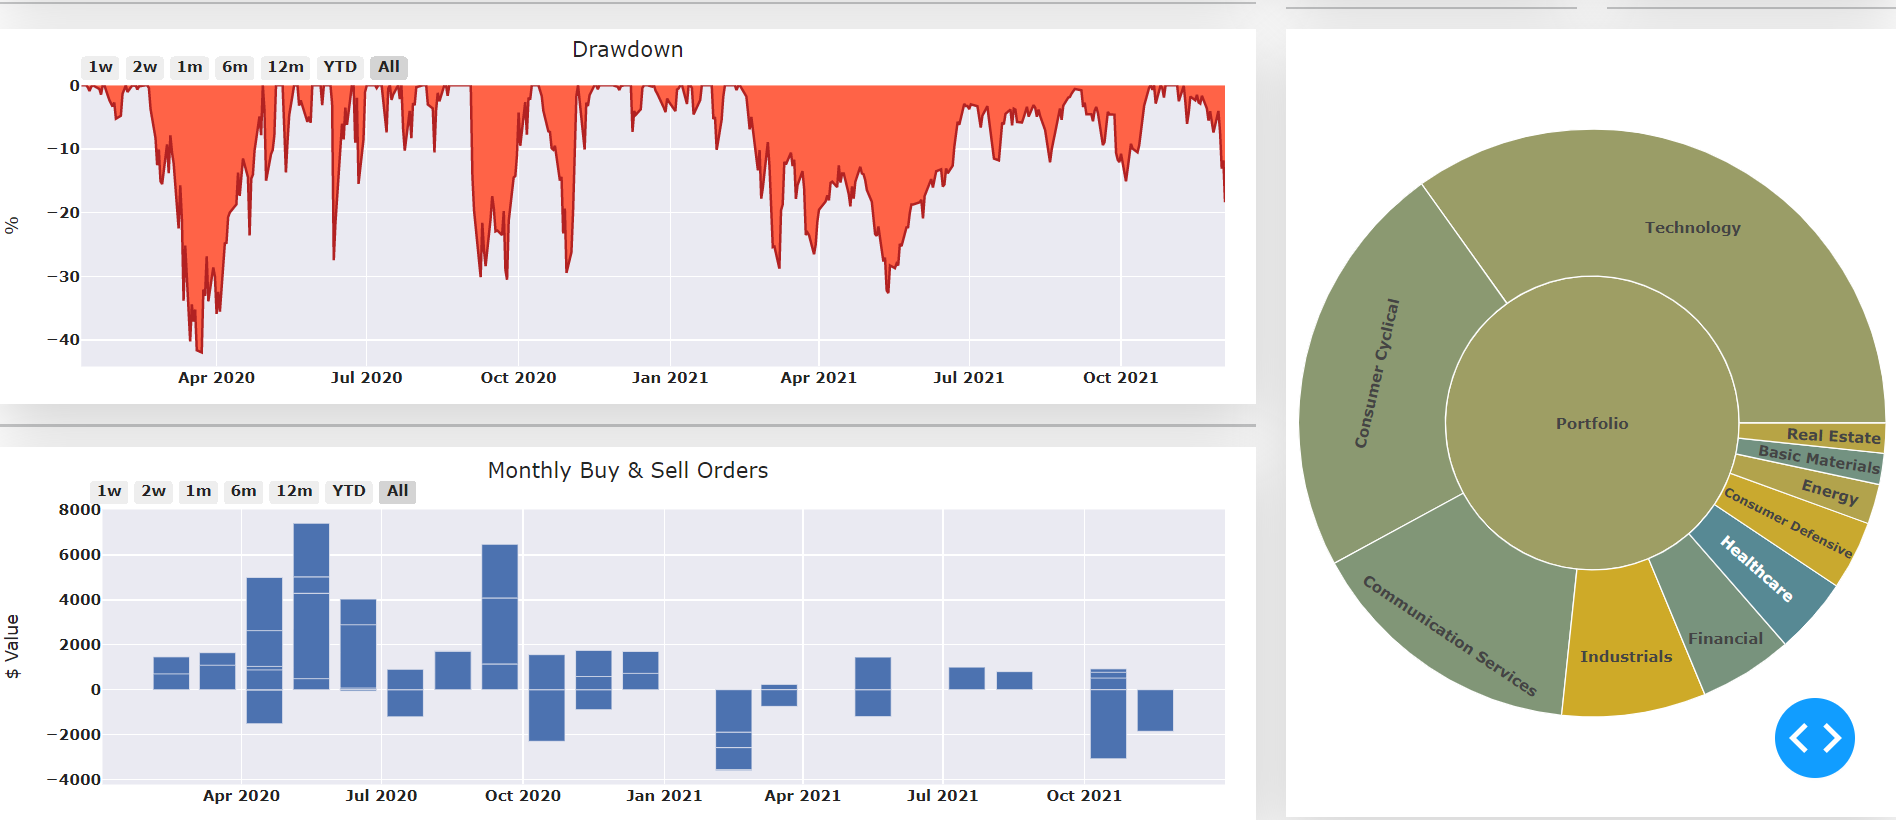 Drawdown
1w 2w 1m 6m 12m YTD All
0
−10
−20
−30
−40
%
Apr 2020 Jul 2020 Oct 2020 Jan 2021 Apr 2021 Jul 2021 Oct 2021
Monthly Buy & Sell Orders
1w 2w 1m 6m 12m YTD All
8000
6000
4000
2000
0
−2000
−4000
$ Value
Apr 2020 Jul 2020 Oct 2020 Jan 2021 Apr 2021 Jul 2021 Oct 2021
Technology
Consumer Cyclical
Portfolio
Real Estate
Basic Materials
Energy
Consumer Defensive
Healthcare
Financial
Industrials
Communication Services